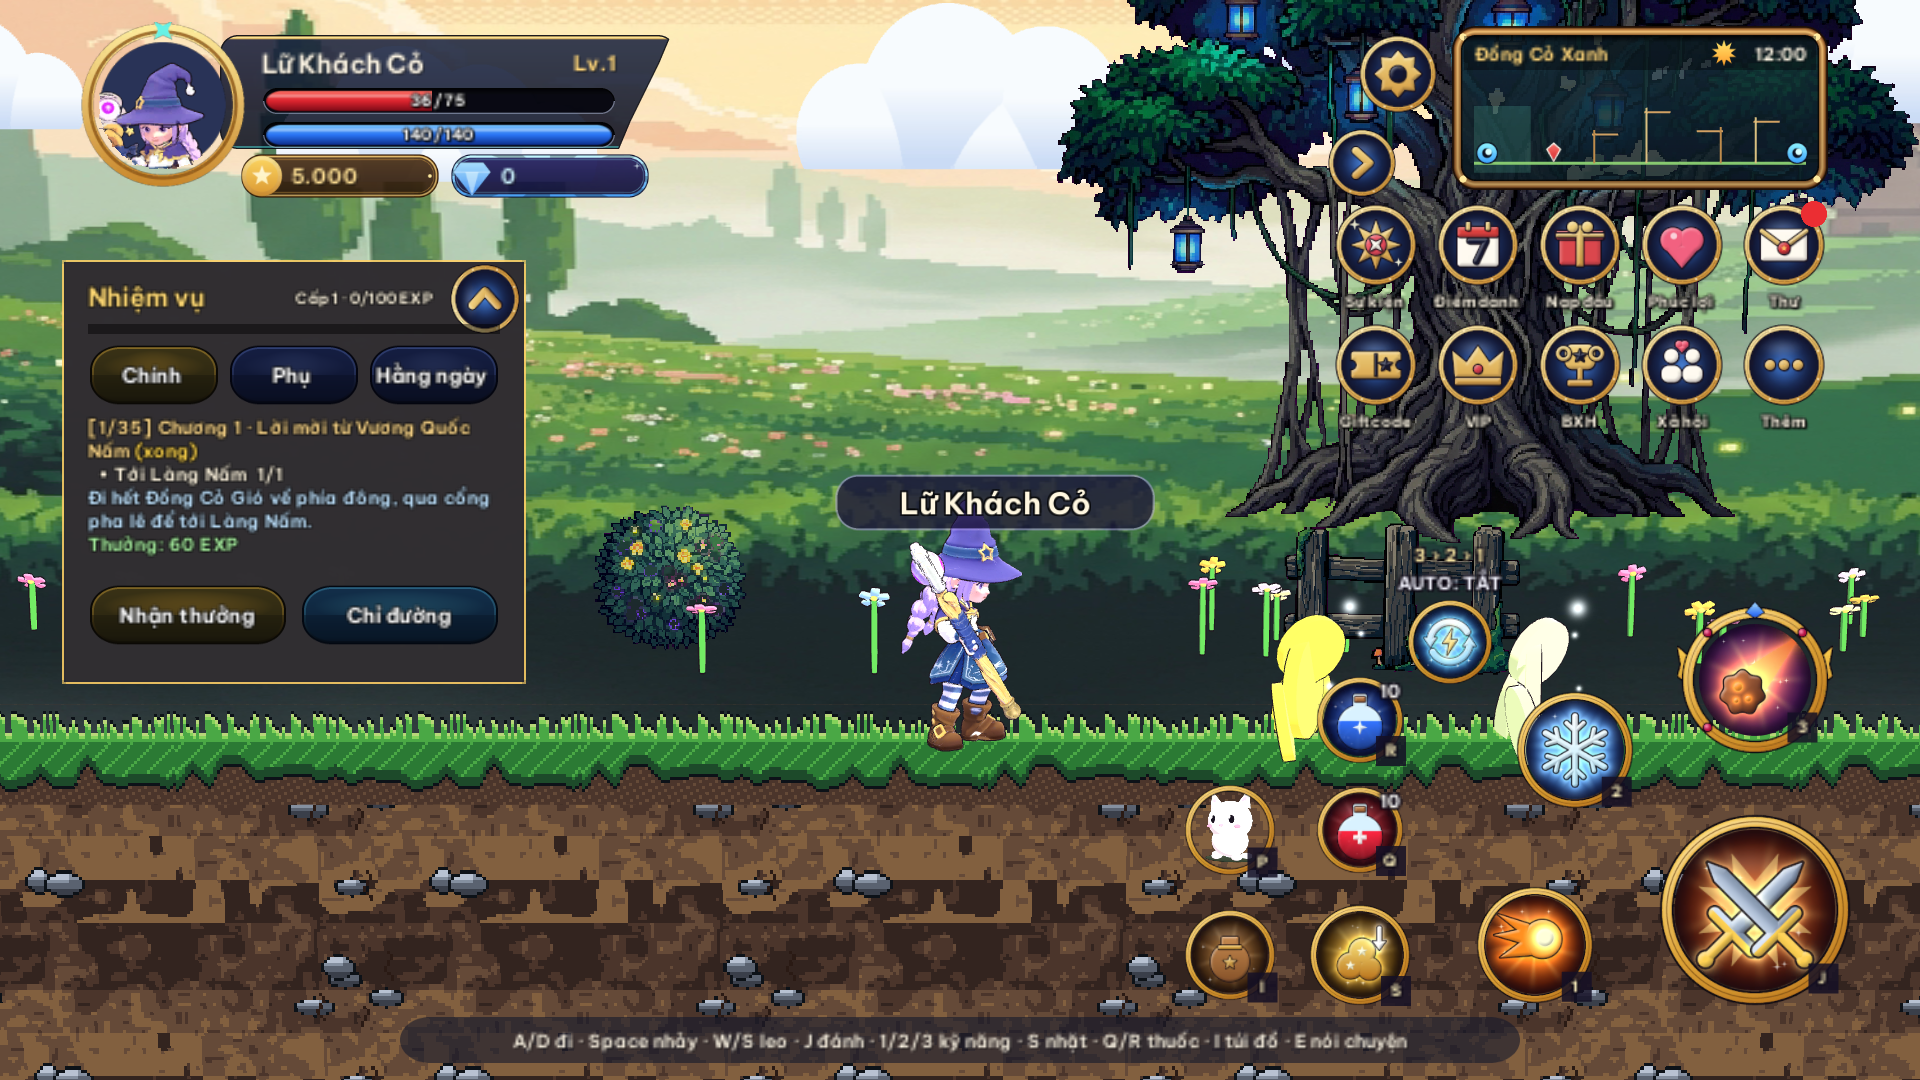 Lữ Khách Cỏ
Lv.1
36/75
140/140
5.000
0
Đồng Cỏ Xanh
12:00
Sự kiện
Điểm danh
7
Nạp đầu
Phúc lợi
Thư
Giftcode
VIP
BXH
Xã hội
Thêm
Nhiệm vụ
Cấp 1 - 0/100 EXP
Chính
Phụ
Hằng ngày
[1/35] Chương 1 - Lời mời từ Vương Quốc
Nấm (xong)
• Tới Làng Nấm 1/1
Đi hết Đồng Cỏ Gió về phía đông, qua cổng
pha lê để tới Làng Nấm.
Thưởng: 60 EXP
Nhận thưởng
Chỉ đường
Lữ Khách Cỏ
3 › 2 › 1
AUTO: TẮT
10
R
3
2
10
P
Q
I
S
1
J
A/D đi - Space nhảy - W/S leo - J đánh - 1/2/3 kỹ năng - S nhặt - Q/R thuốc - I túi đồ - E nói chuyện